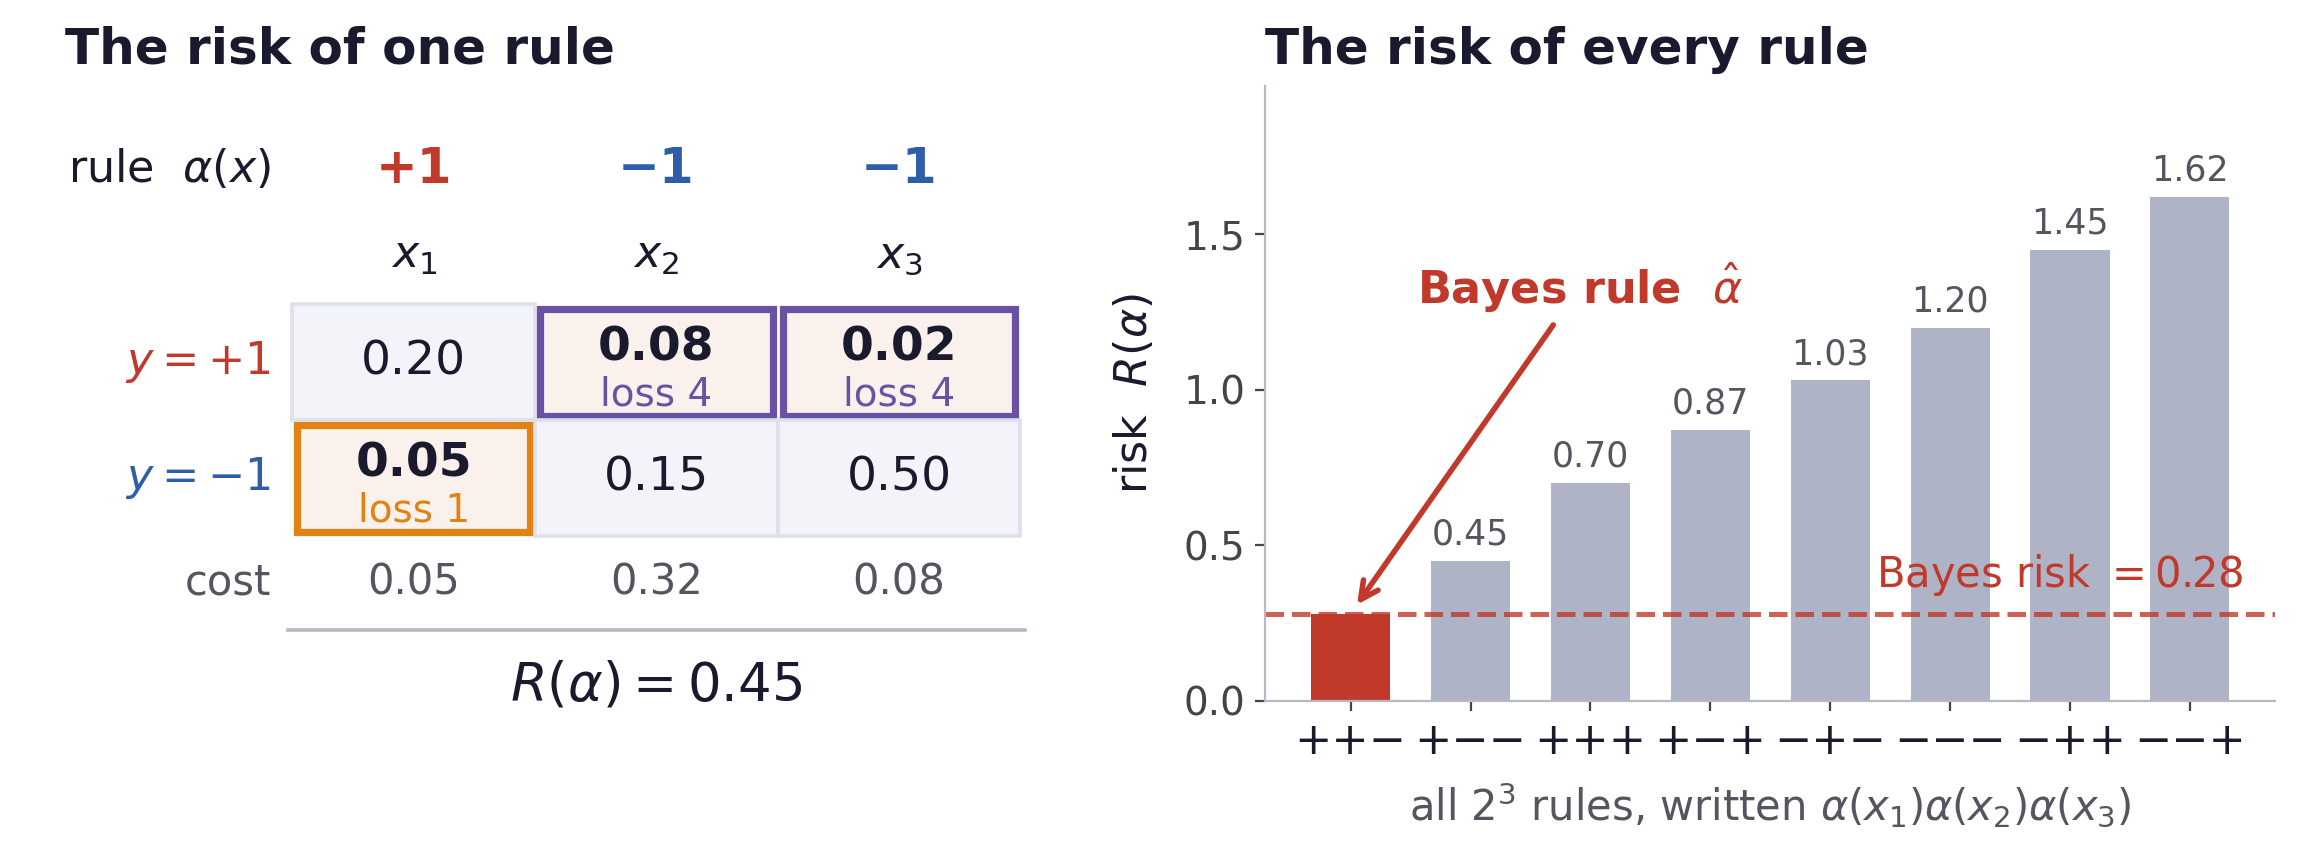 The risk of one rule
rule α(x) +1 −1 −1
x₁ x₂ x₃
y = +1 0.20 0.08 0.02
loss 4 loss 4
y = −1 0.05 0.15 0.50
loss 1
cost 0.05 0.32 0.08
R(α) = 0.45
The risk of every rule
risk R(α)
1.5
1.0
0.5
0.0
Bayes rule α̂
0.45
0.70
0.87
1.03
1.20
1.45
1.62
Bayes risk = 0.28
++− +−− +++ +−+ −+− −−− −++ −−+
all 2³ rules, written α(x₁)α(x₂)α(x₃)